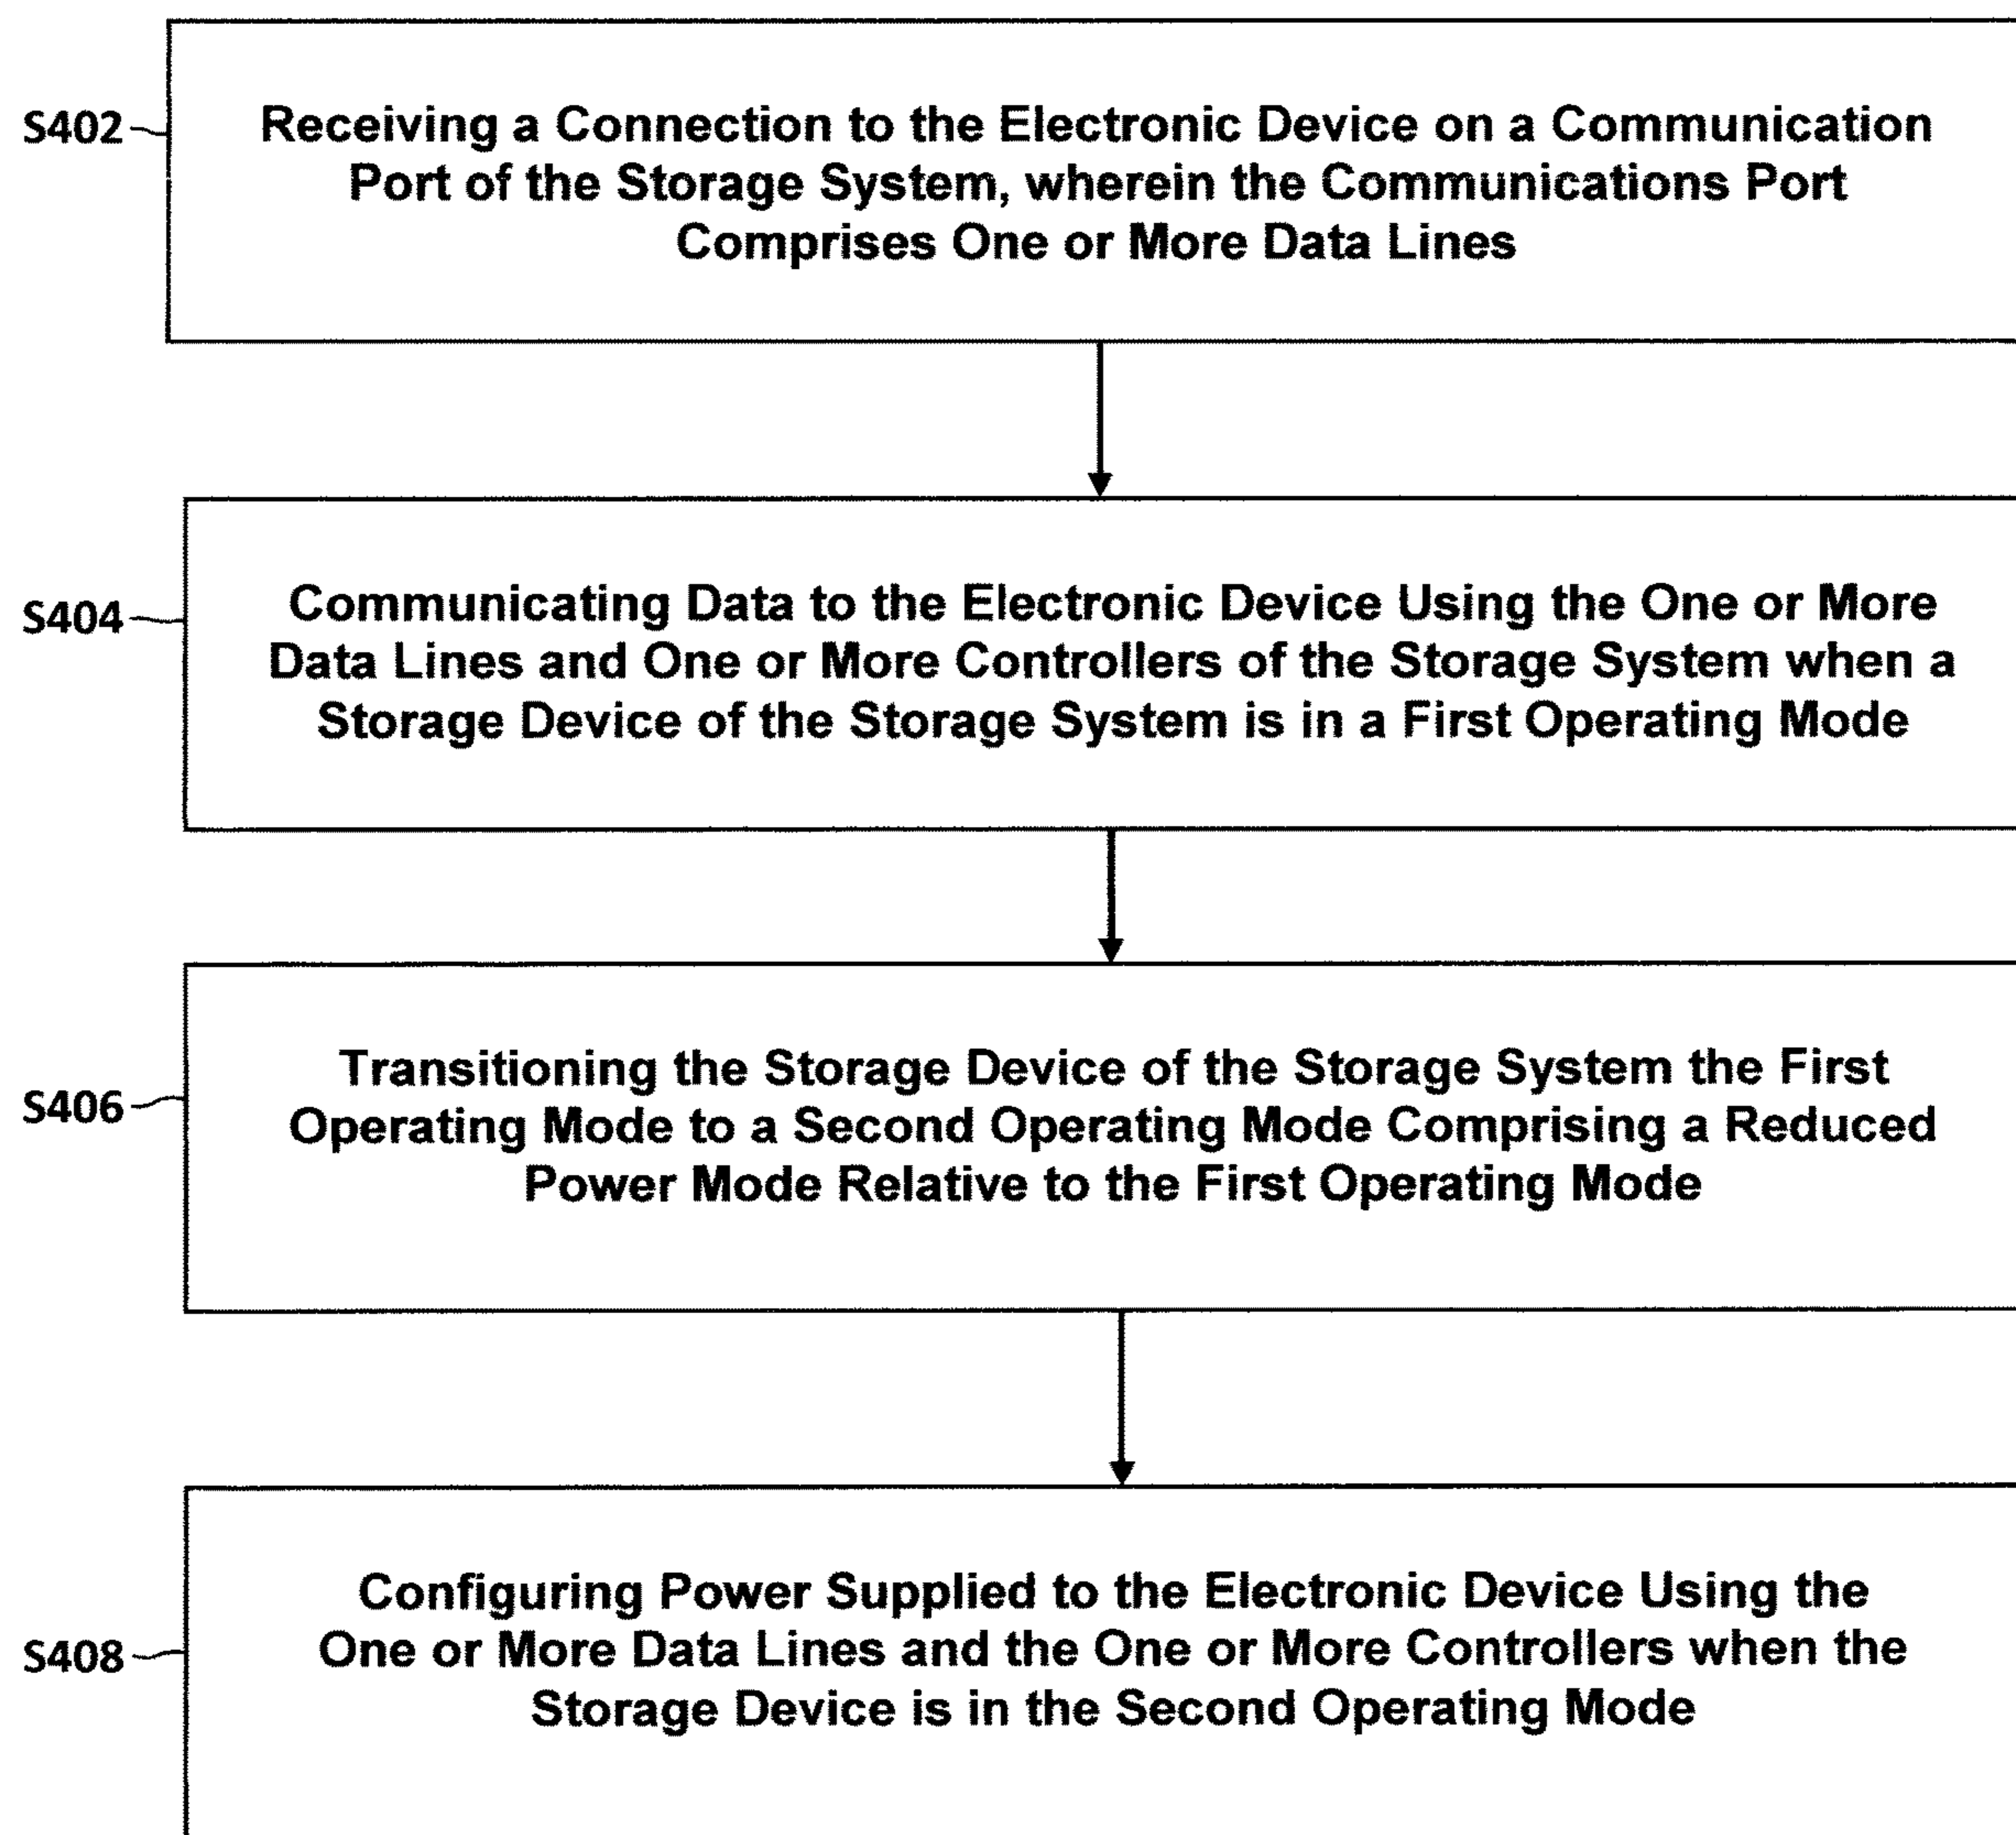 S402
Receiving a Connection to the Electronic Device on a Communication
Port of the Storage System, wherein the Communications Port
Comprises One or More Data Lines
S404
Communicating Data to the Electronic Device Using the One or More
Data Lines and One or More Controllers of the Storage System when a
Storage Device of the Storage System is in a First Operating Mode
S406
Transitioning the Storage Device of the Storage System the First
Operating Mode to a Second Operating Mode Comprising a Reduced
Power Mode Relative to the First Operating Mode
S408
Configuring Power Supplied to the Electronic Device Using the
One or More Data Lines and the One or More Controllers when the
Storage Device is in the Second Operating Mode